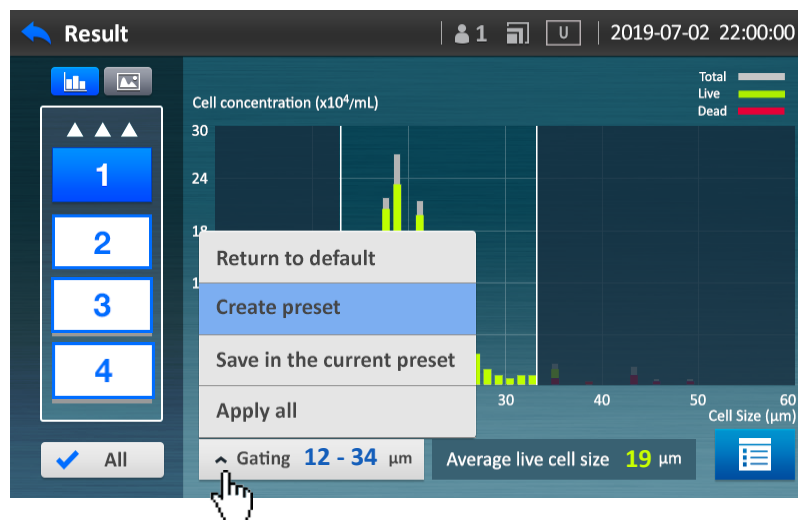 Result
1
U
2019-07-02 22:00:00
Total
Live
Dead
Cell concentration (x10⁴/mL)
30
24
18
1
1
2
3
4
All
Return to default
Create preset
Save in the current preset
Apply all
30 40 50 60
Cell Size (μm)
Gating 12 - 34 μm
Average live cell size 19 μm